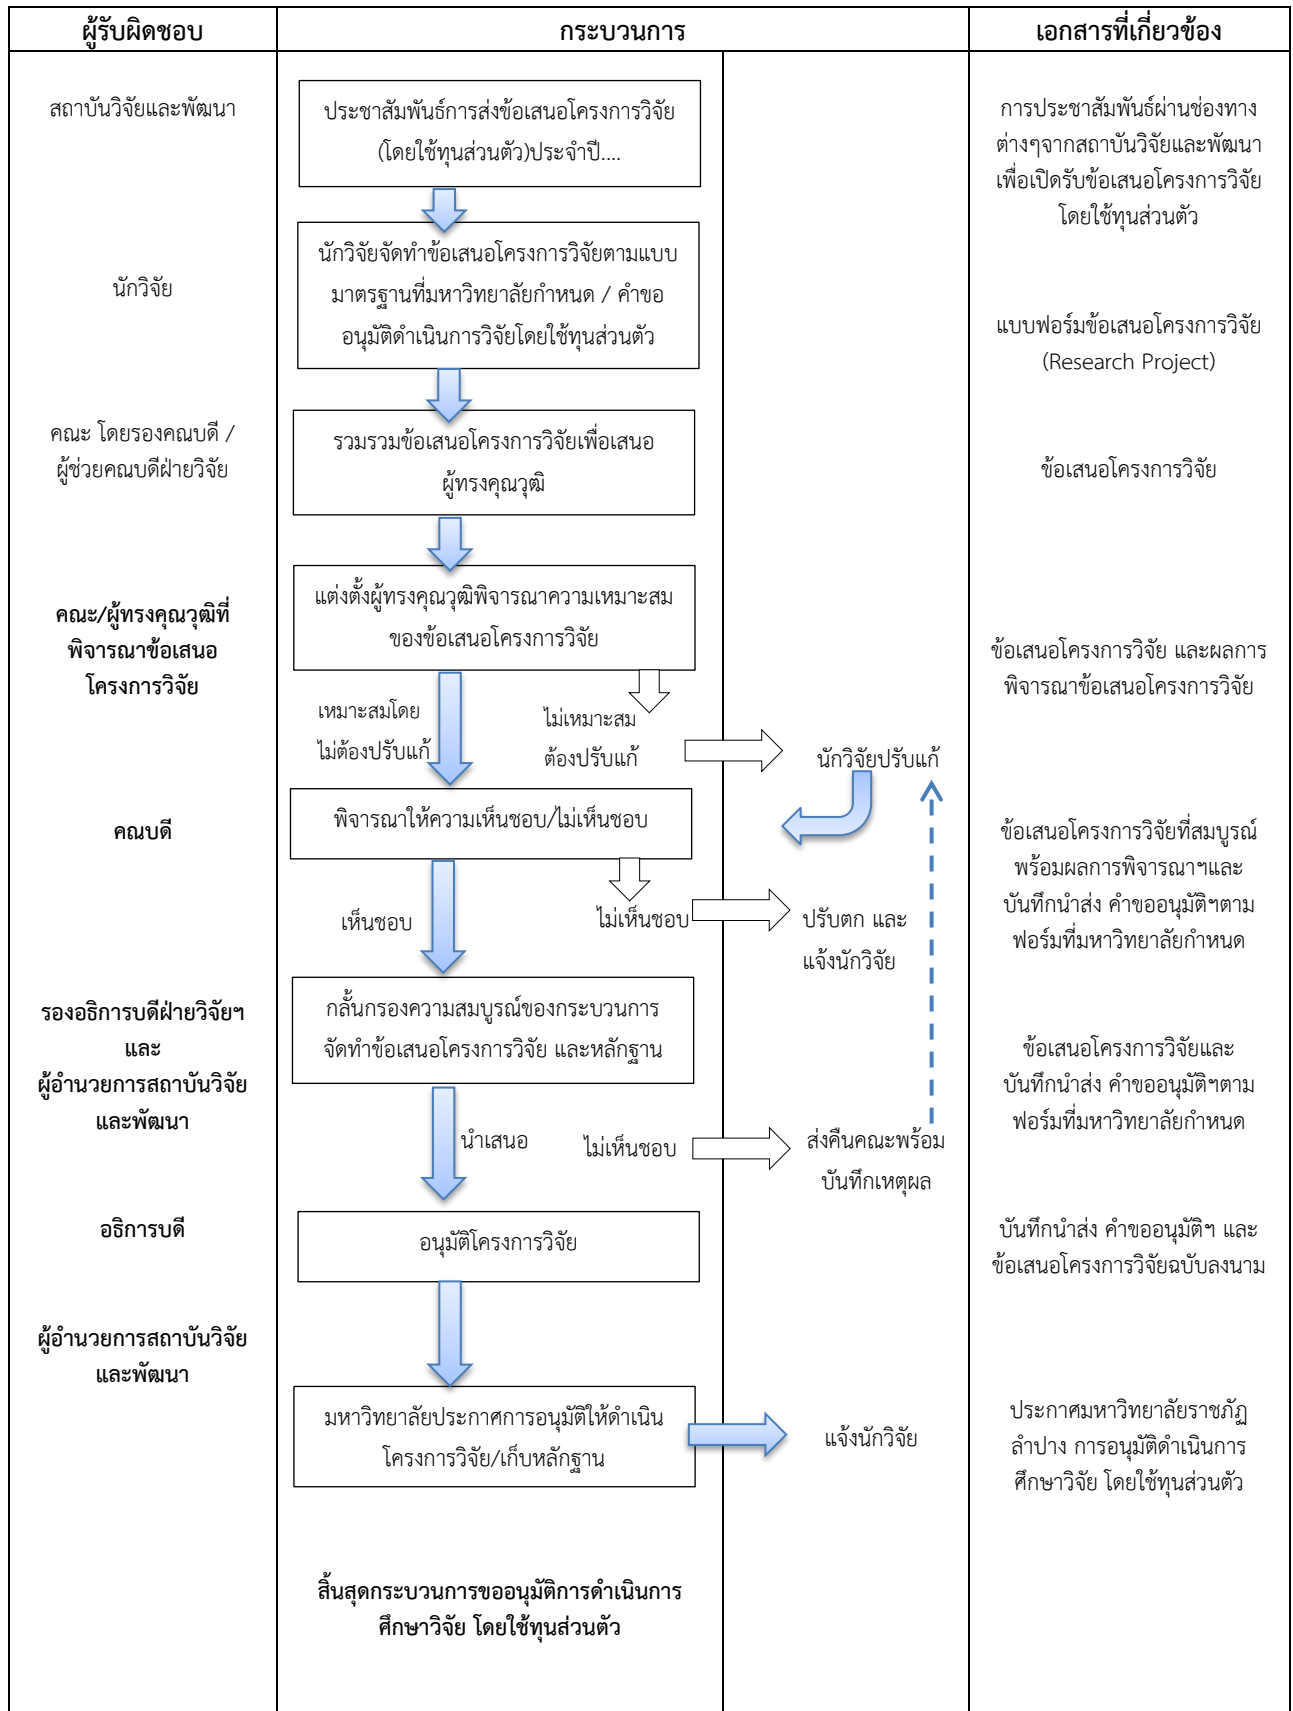 ผู้รับผิดชอบ
กระบวนการ
เอกสารที่เกี่ยวข้อง
สถาบันวิจัยและพัฒนา
ประชาสัมพันธ์การส่งข้อเสนอโครงการวิจัย
(โดยใช้ทุนส่วนตัว)ประจำปี....
การประชาสัมพันธ์ผ่านช่องทาง
ต่างๆจากสถาบันวิจัยและพัฒนา
เพื่อเปิดรับข้อเสนอโครงการวิจัย
โดยใช้ทุนส่วนตัว
นักวิจัย
นักวิจัยจัดทำข้อเสนอโครงการวิจัยตามแบบ
มาตรฐานที่มหาวิทยาลัยกำหนด / คำขอ
อนุมัติดำเนินการวิจัยโดยใช้ทุนส่วนตัว
แบบฟอร์มข้อเสนอโครงการวิจัย
(Research Project)
คณะ โดยรองคณบดี /
ผู้ช่วยคณบดีฝ่ายวิจัย
รวมรวมข้อเสนอโครงการวิจัยเพื่อเสนอ
ผู้ทรงคุณวุฒิ
ข้อเสนอโครงการวิจัย
คณะ/ผู้ทรงคุณวุฒิที่
พิจารณาข้อเสนอ
โครงการวิจัย
แต่งตั้งผู้ทรงคุณวุฒิพิจารณาความเหมาะสม
ของข้อเสนอโครงการวิจัย
ข้อเสนอโครงการวิจัย และผลการ
พิจารณาข้อเสนอโครงการวิจัย
เหมาะสมโดย
ไม่ต้องปรับแก้
ไม่เหมาะสม
ต้องปรับแก้
นักวิจัยปรับแก้
คณบดี
พิจารณาให้ความเห็นชอบ/ไม่เห็นชอบ
ข้อเสนอโครงการวิจัยที่สมบูรณ์
พร้อมผลการพิจารณาฯและ
บันทึกนำส่ง คำขออนุมัติฯตาม
ฟอร์มที่มหาวิทยาลัยกำหนด
เห็นชอบ
ไม่เห็นชอบ
ปรับตก และ
แจ้งนักวิจัย
รองอธิการบดีฝ่ายวิจัยฯ
และ
ผู้อำนวยการสถาบันวิจัย
และพัฒนา
กลั้นกรองความสมบูรณ์ของกระบวนการ
จัดทำข้อเสนอโครงการวิจัย และหลักฐาน
ข้อเสนอโครงการวิจัยและ
บันทึกนำส่ง คำขออนุมัติฯตาม
ฟอร์มที่มหาวิทยาลัยกำหนด
นำเสนอ
ไม่เห็นชอบ
ส่งคืนคณะพร้อม
บันทึกเหตุผล
อธิการบดี
อนุมัติโครงการวิจัย
บันทึกนำส่ง คำขออนุมัติฯ และ
ข้อเสนอโครงการวิจัยฉบับลงนาม
ผู้อำนวยการสถาบันวิจัย
และพัฒนา
มหาวิทยาลัยประกาศการอนุมัติให้ดำเนิน
โครงการวิจัย/เก็บหลักฐาน
แจ้งนักวิจัย
ประกาศมหาวิทยาลัยราชภัฏ
ลำปาง การอนุมัติดำเนินการ
ศึกษาวิจัย โดยใช้ทุนส่วนตัว
สิ้นสุดกระบวนการขออนุมัติการดำเนินการ
ศึกษาวิจัย โดยใช้ทุนส่วนตัว